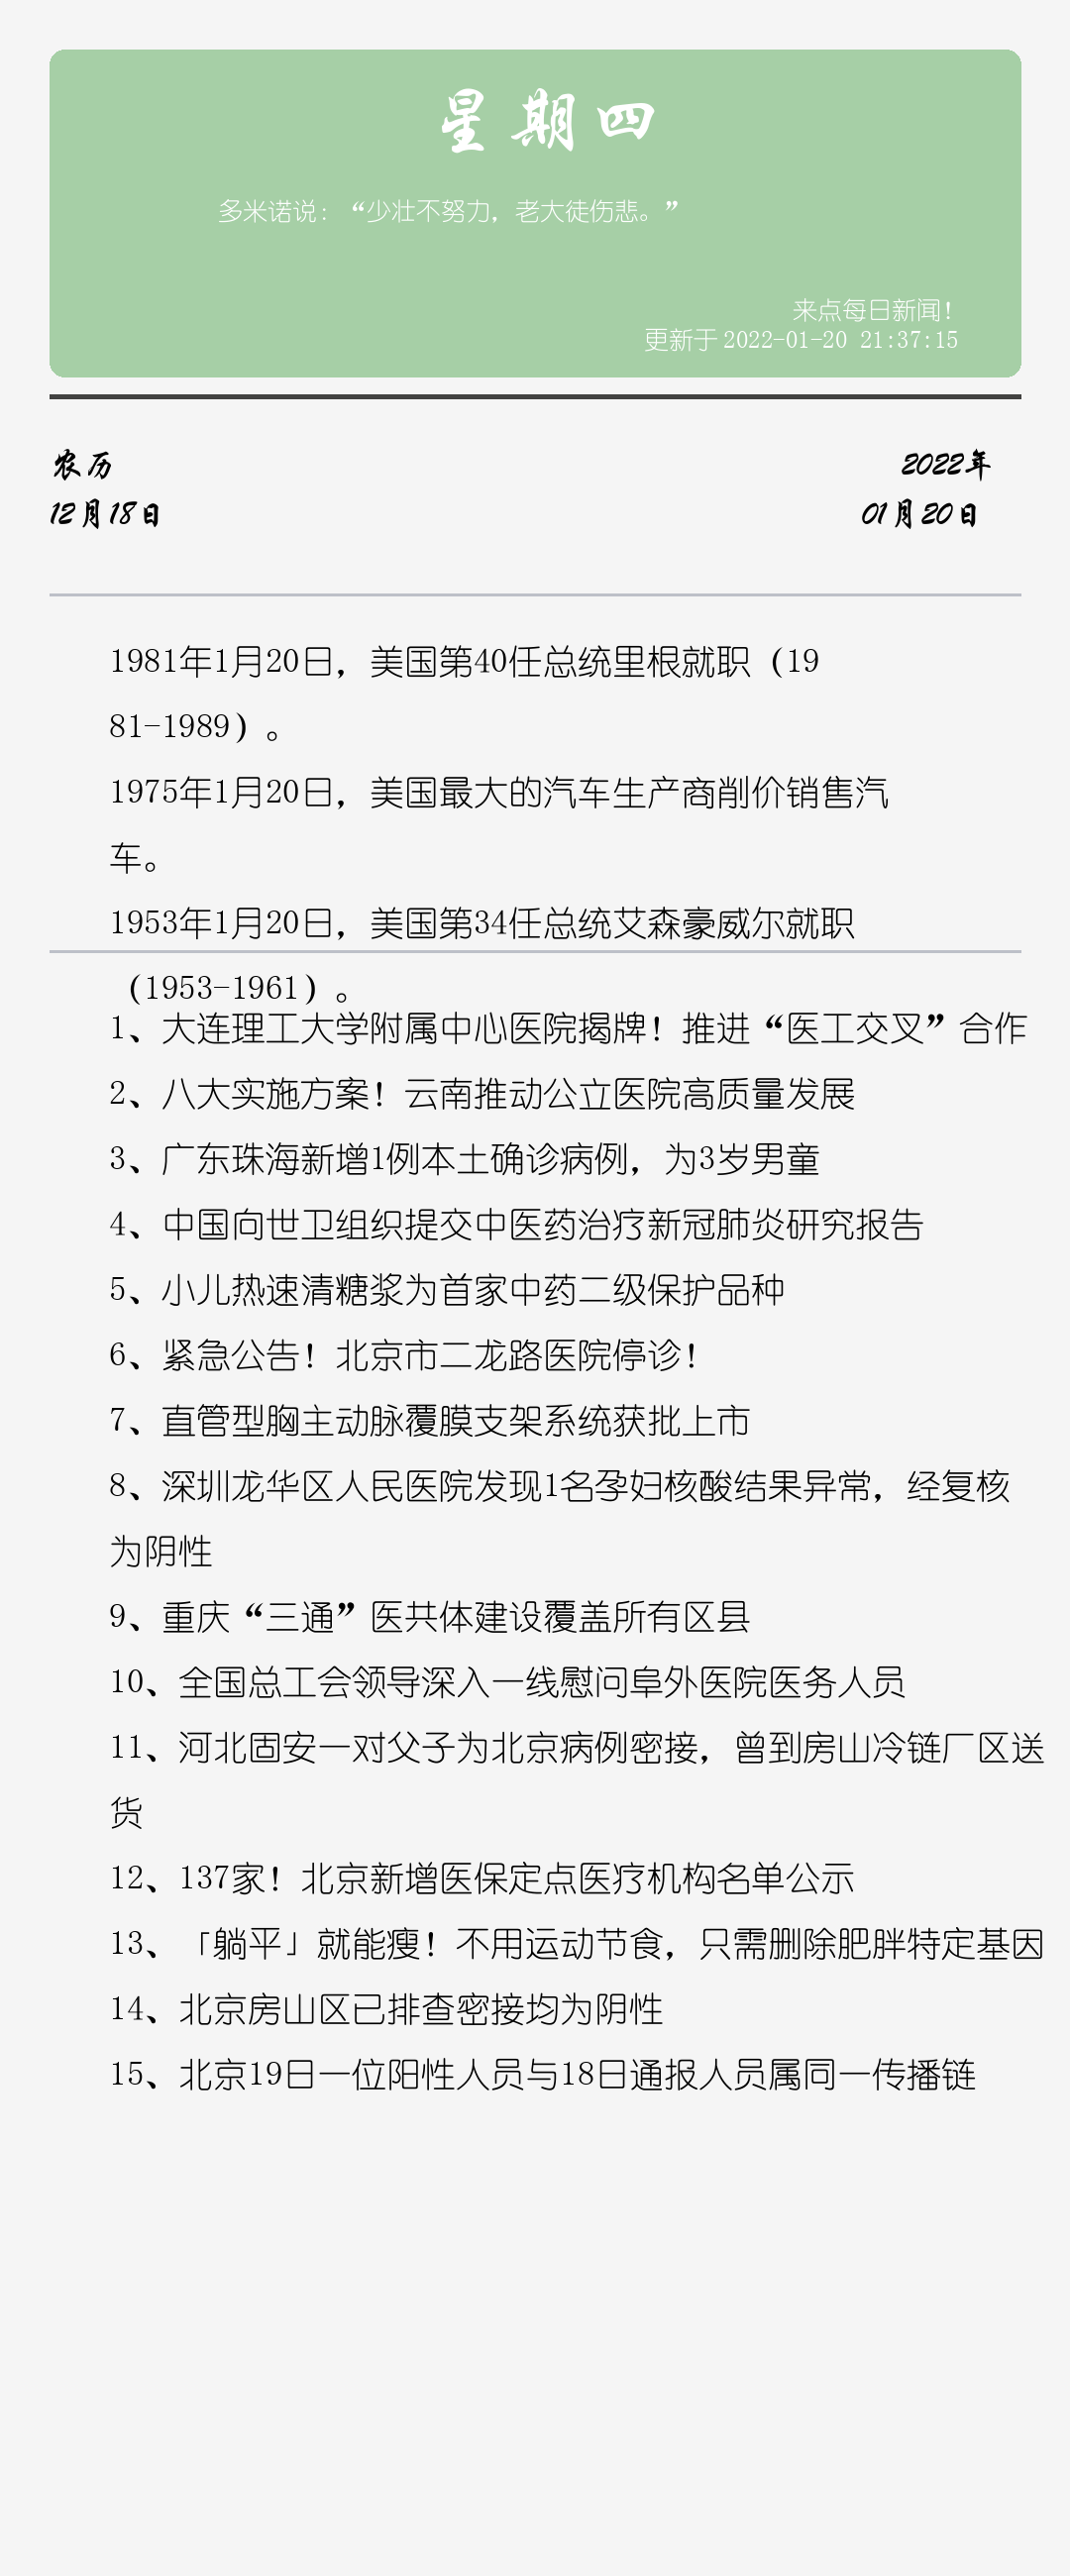 星期四
多米诺说：“少壮不努力，老大徒伤悲。”
来点每日新闻！
更新于 2022-01-20 21:37:15
农历
12月18日
2022年
01月20日
1981年1月20日，美国第40任总统里根就职（19
81-1989）。
1975年1月20日，美国最大的汽车生产商削价销售汽
车。
1953年1月20日，美国第34任总统艾森豪威尔就职
（1953-1961）。
1、大连理工大学附属中心医院揭牌！推进“医工交叉”合作
2、八大实施方案！云南推动公立医院高质量发展
3、广东珠海新增1例本土确诊病例，为3岁男童
4、中国向世卫组织提交中医药治疗新冠肺炎研究报告
5、小儿热速清糖浆为首家中药二级保护品种
6、紧急公告！北京市二龙路医院停诊！
7、直管型胸主动脉覆膜支架系统获批上市
8、深圳龙华区人民医院发现1名孕妇核酸结果异常，经复核
为阴性
9、重庆“三通”医共体建设覆盖所有区县
10、全国总工会领导深入一线慰问阜外医院医务人员
11、河北固安一对父子为北京病例密接，曾到房山冷链厂区送
货
12、137家！北京新增医保定点医疗机构名单公示
13、「躺平」就能瘦！不用运动节食，只需删除肥胖特定基因
14、北京房山区已排查密接均为阴性
15、北京19日一位阳性人员与18日通报人员属同一传播链